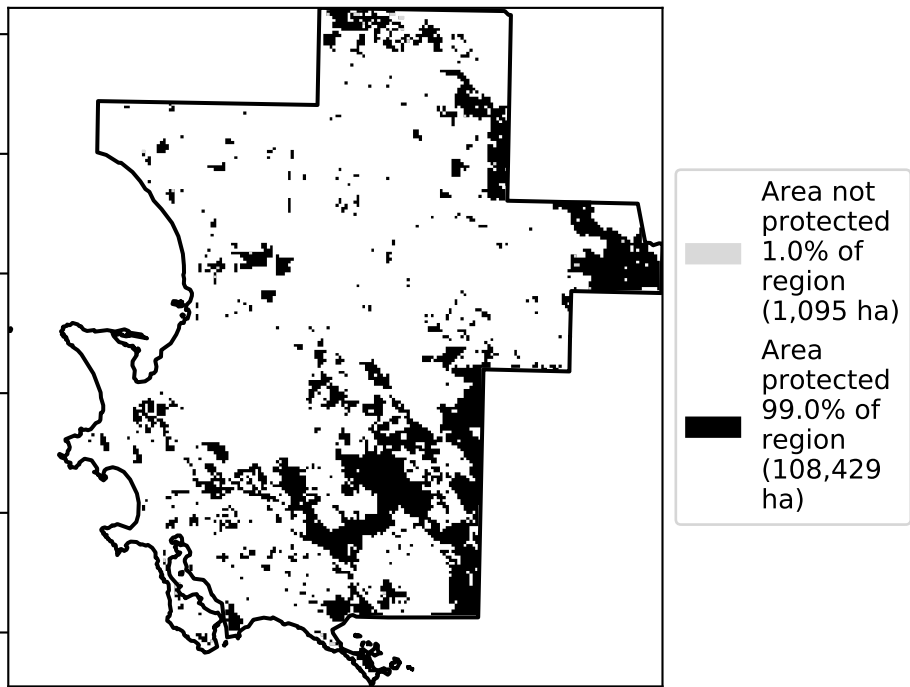 Area not
protected
1.0% of
region
(1,095 ha)
Area
protected
99.0% of
region
(108,429
ha)